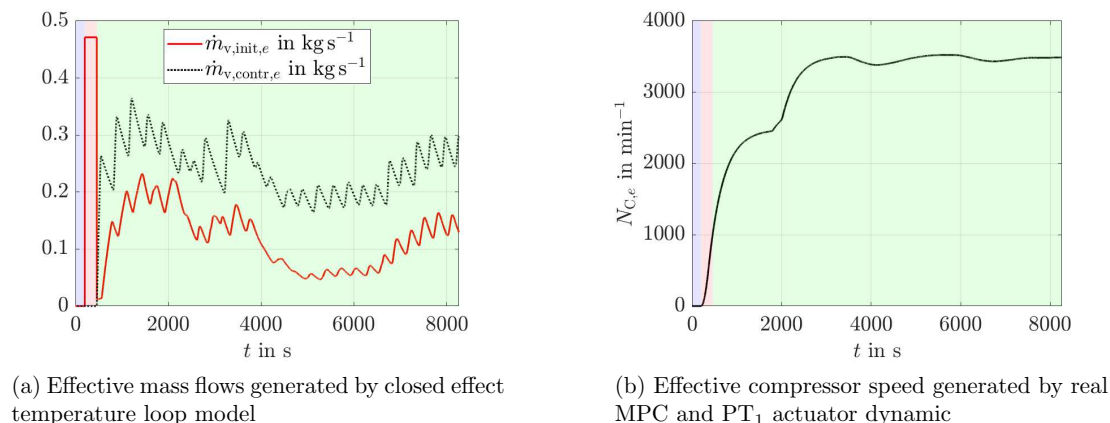 0.5
0.4
0.3
0.2
0.1
0
ṁv,init,e in kg s−1
ṁv,contr,e in kg s−1
0 2000 4000 6000 8000
t in s
(a) Effective mass flows generated by closed effect
temperature loop model
4000
3000
2000
1000
0
NC,e in min−1
0 2000 4000 6000 8000
t in s
(b) Effective compressor speed generated by real
MPC and PT1 actuator dynamic